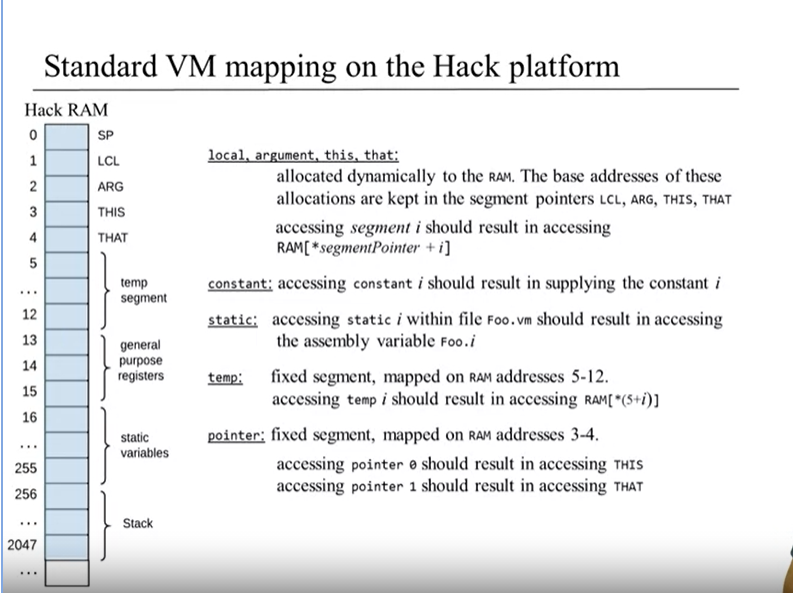 Standard VM mapping on the Hack platform
Hack RAM
0 SP
1 LCL
2 ARG
3 THIS
4 THAT
5
...
12
temp
segment
13
14
15
general
purpose
registers
16
...
255
static
variables
256
...
2047
Stack
...
local, argument, this, that:
allocated dynamically to the RAM. The base addresses of these
allocations are kept in the segment pointers LCL, ARG, THIS, THAT
accessing segment i should result in accessing
RAM[*segmentPointer + i]
constant: accessing constant i should result in supplying the constant i
static: accessing static i within file Foo.vm should result in accessing
the assembly variable Foo.i
temp: fixed segment, mapped on RAM addresses 5-12.
accessing temp i should result in accessing RAM[*(5+i)]
pointer: fixed segment, mapped on RAM addresses 3-4.
accessing pointer 0 should result in accessing THIS
accessing pointer 1 should result in accessing THAT